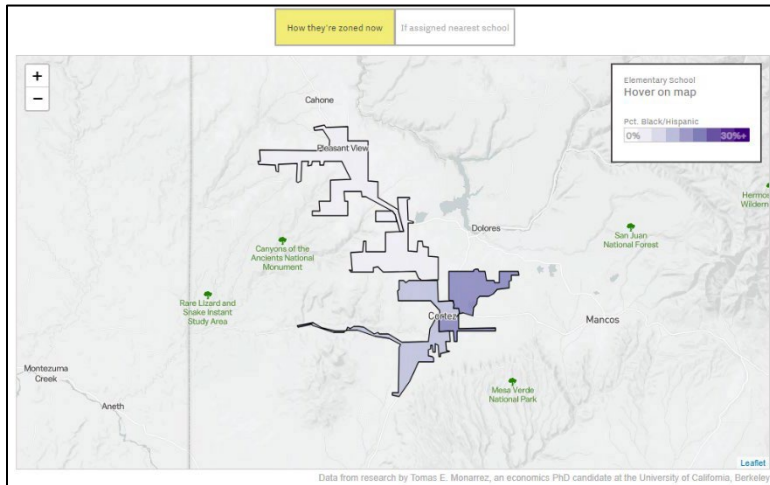 How they're zoned now
If assigned nearest school
+
−
Elementary School
Hover on map
Pct. Black/Hispanic
0%
30%+
Cahone
Pleasant View
Dolores
Hermos
Wildern
San Juan
National Forest
Canyons of the
Ancients National
Monument
Rare Lizard and
Snake Instant
Study Area
Cortez
Mancos
Montezuma
Creek
Aneth
Mesa Verde
National Park
Leaflet
Data from research by Tomas E. Monarrez, an economics PhD candidate at the University of California, Berkeley